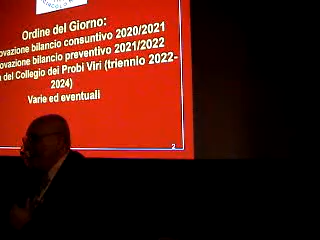 Ordine del Giorno:
ovazione bilancio consuntivo 2020/2021
ovazione bilancio preventivo 2021/2022
del Collegio dei Probi Viri (triennio 2022-
2024)
Varie ed eventuali
2